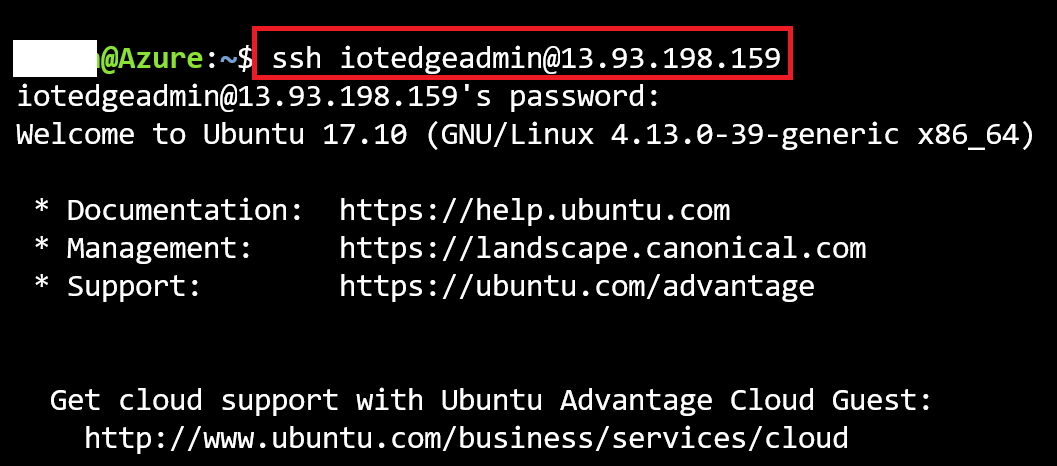 @Azure:~$ ssh iotedgeadmin@13.93.198.159
iotedgeadmin@13.93.198.159's password:
Welcome to Ubuntu 17.10 (GNU/Linux 4.13.0-39-generic x86_64)
* Documentation: https://help.ubuntu.com
* Management: https://landscape.canonical.com
* Support: https://ubuntu.com/advantage
Get cloud support with Ubuntu Advantage Cloud Guest:
http://www.ubuntu.com/business/services/cloud